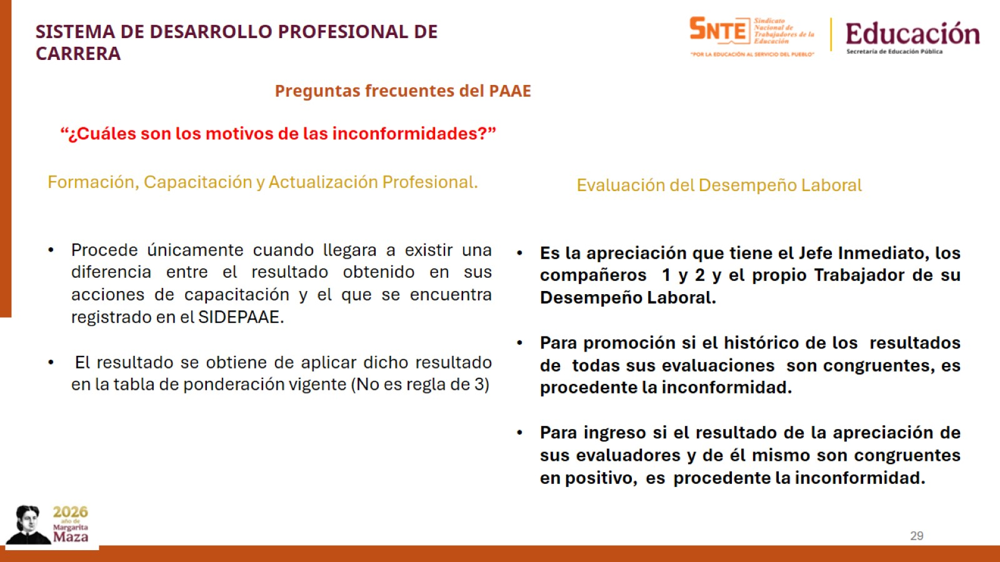 SISTEMA DE DESARROLLO PROFESIONAL DE
CARRERA
SNTE
Sindicato
Nacional de
Trabajadores de la
Educación
"POR LA EDUCACIÓN AL SERVICIO DEL PUEBLO"
Educación
Secretaría de Educación Pública
Preguntas frecuentes del PAAE
“¿Cuáles son los motivos de las inconformidades?”
Formación, Capacitación y Actualización Profesional.
• Procede únicamente cuando llegara a existir una
diferencia entre el resultado obtenido en sus
acciones de capacitación y el que se encuentra
registrado en el SIDEPAAE.
• El resultado se obtiene de aplicar dicho resultado
en la tabla de ponderación vigente (No es regla de 3)
Evaluación del Desempeño Laboral
• Es la apreciación que tiene el Jefe Inmediato, los
compañeros 1 y 2 y el propio Trabajador de su
Desempeño Laboral.
• Para promoción si el histórico de los resultados
de todas sus evaluaciones son congruentes, es
procedente la inconformidad.
• Para ingreso si el resultado de la apreciación de
sus evaluadores y de él mismo son congruentes
en positivo, es procedente la inconformidad.
2026
año de
Margarita
Maza
29